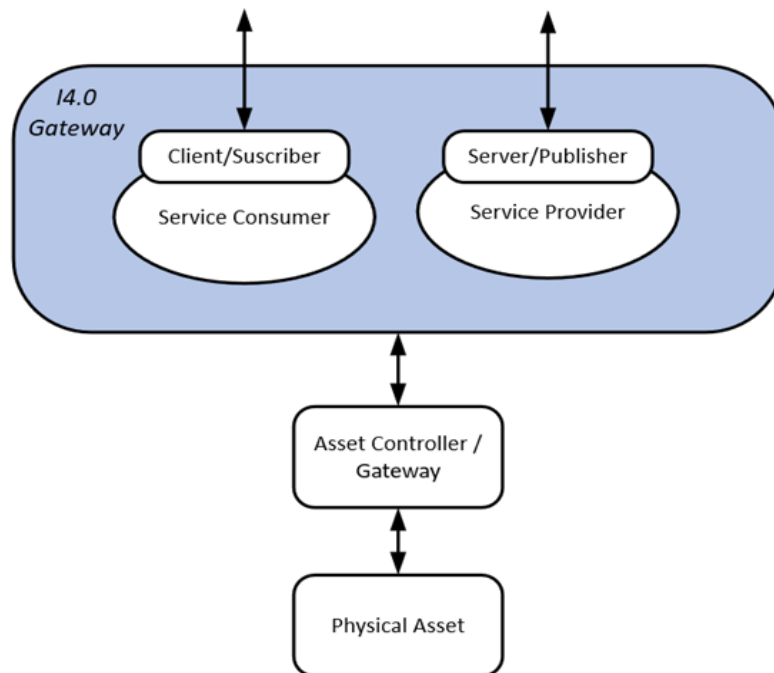 I4.0
Gateway
Client/Suscriber
Server/Publisher
Service Consumer
Service Provider
Asset Controller /
Gateway
Physical Asset